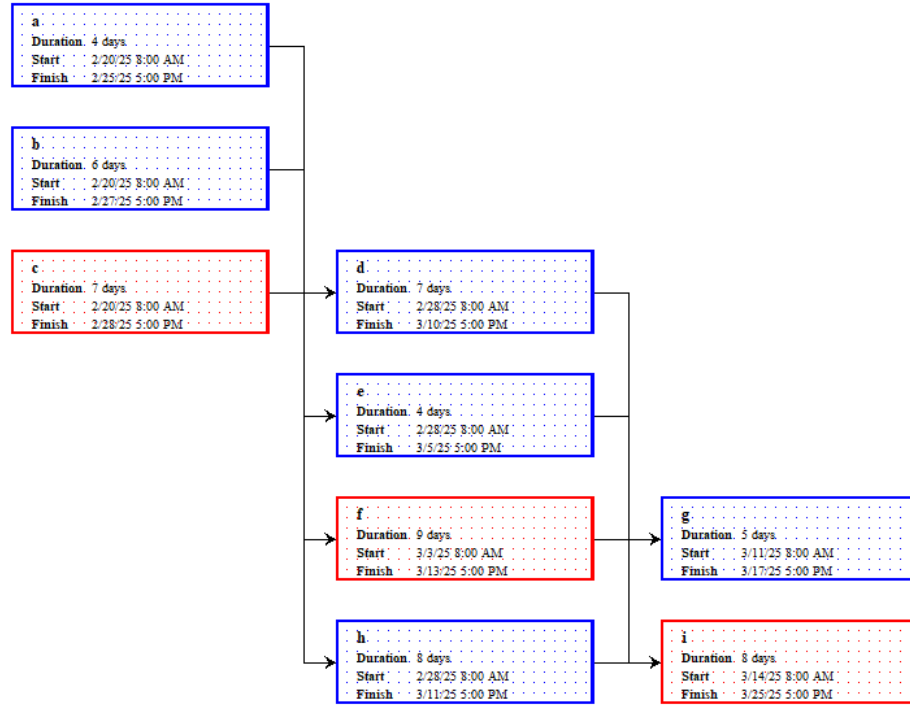 a
Duration 4 days
Start 2/20/25 8:00 AM
Finish 2/25/25 5:00 PM
b
Duration 6 days
Start 2/20/25 8:00 AM
Finish 2/27/25 5:00 PM
c
Duration 7 days
Start 2/20/25 8:00 AM
Finish 2/28/25 5:00 PM
d
Duration 7 days
Start 2/28/25 8:00 AM
Finish 3/10/25 5:00 PM
e
Duration 4 days
Start 2/28/25 8:00 AM
Finish 3/5/25 5:00 PM
f
Duration 9 days
Start 3/3/25 8:00 AM
Finish 3/13/25 5:00 PM
g
Duration 5 days
Start 3/11/25 8:00 AM
Finish 3/17/25 5:00 PM
h
Duration 8 days
Start 2/28/25 8:00 AM
Finish 3/11/25 5:00 PM
i
Duration 8 days
Start 3/14/25 8:00 AM
Finish 3/25/25 5:00 PM